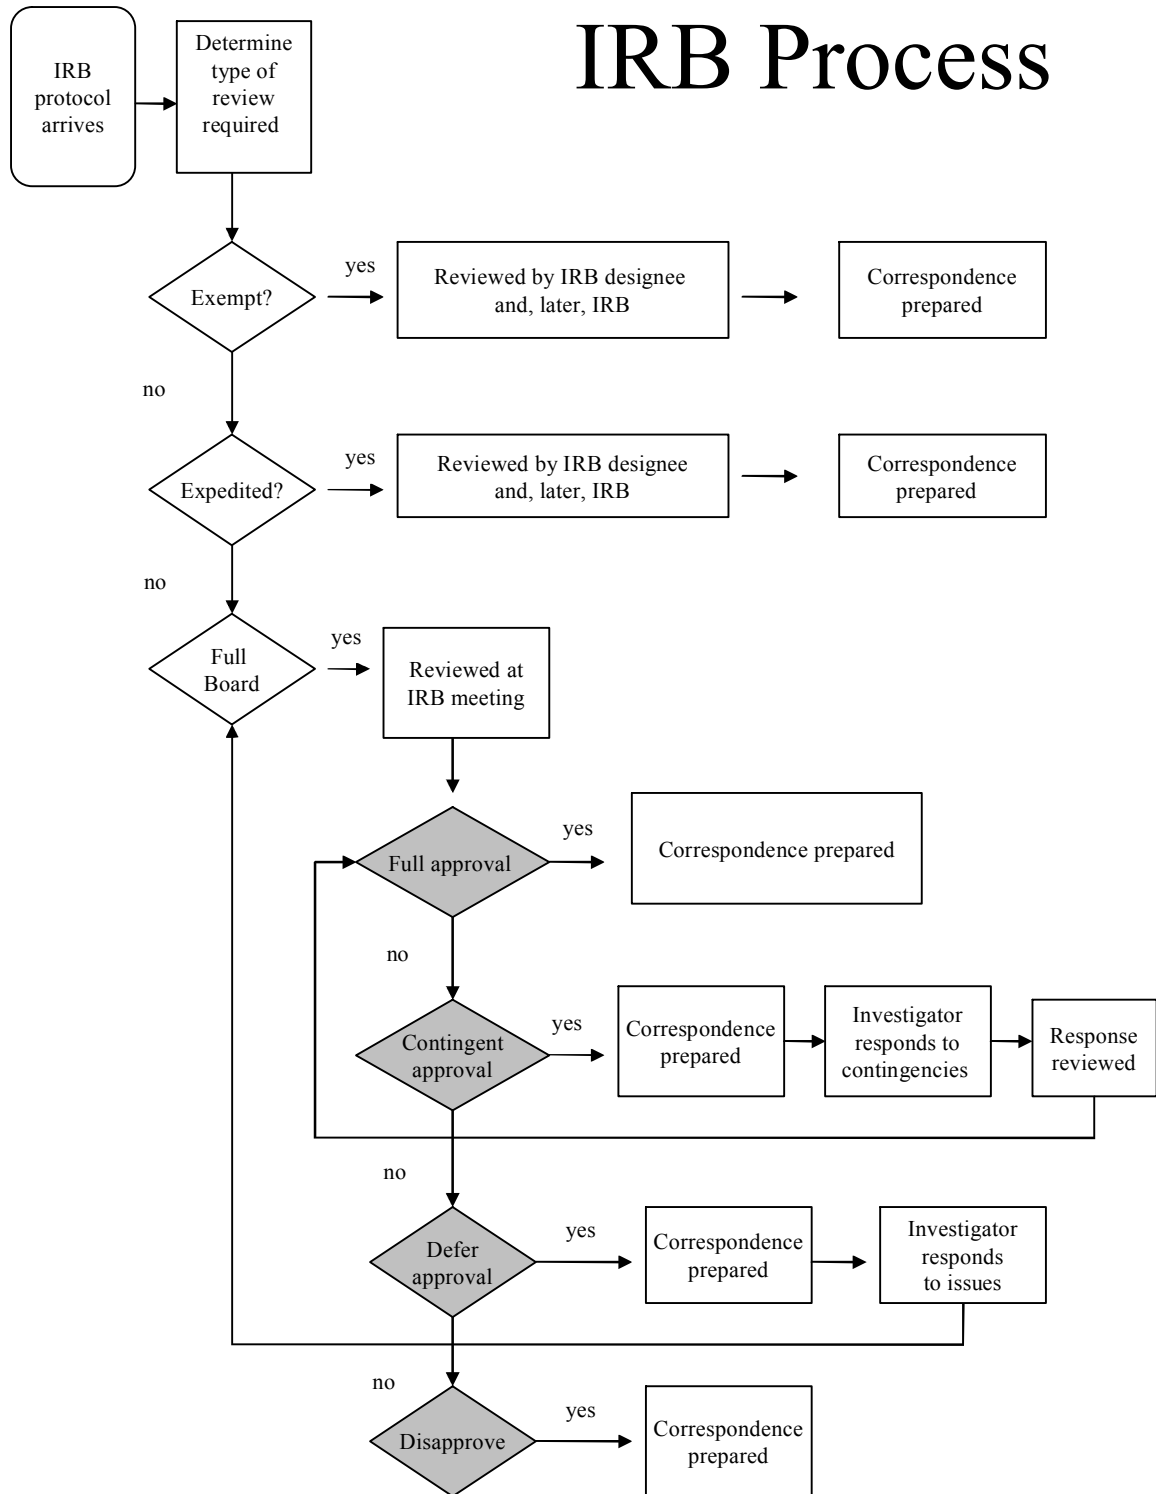 IRB Process
IRB
protocol
arrives
Determine
type of
review
required
Exempt?
yes
Reviewed by IRB designee
and, later, IRB
Correspondence
prepared
no
Expedited?
yes
Reviewed by IRB designee
and, later, IRB
Correspondence
prepared
no
Full
Board
yes
Reviewed at
IRB meeting
Full approval
yes
Correspondence prepared
no
Contingent
approval
yes
Correspondence
prepared
Investigator
responds to
contingencies
Response
reviewed
no
Defer
approval
yes
Correspondence
prepared
Investigator
responds
to issues
no
Disapprove
yes
Correspondence
prepared